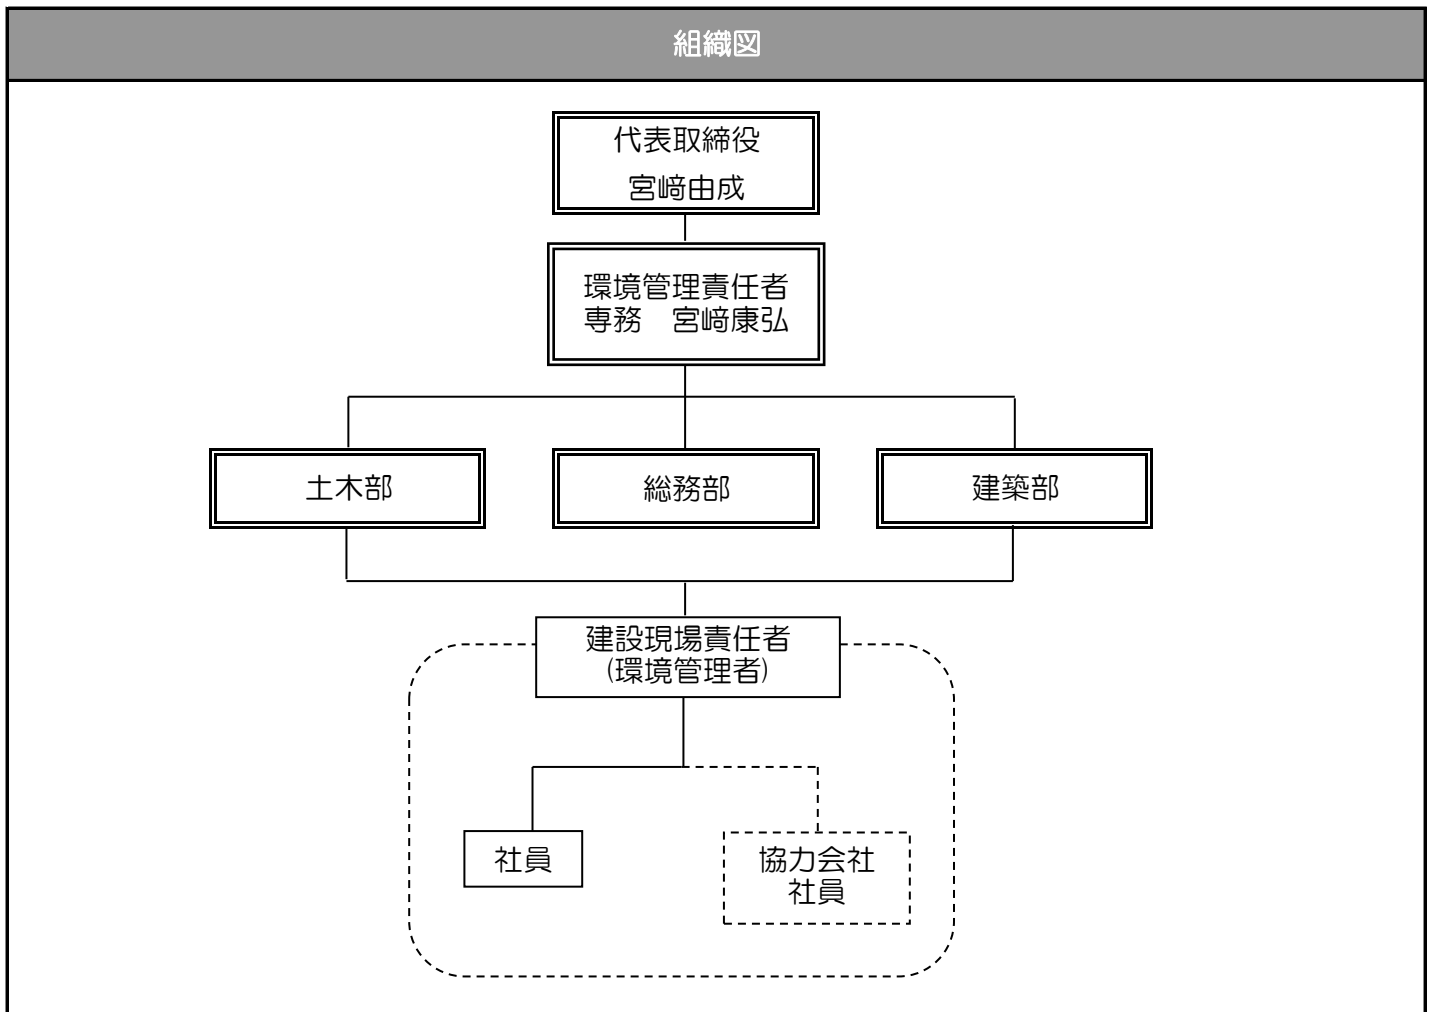 組織図
代表取締役
宮﨑由成
環境管理責任者
専務　宮﨑康弘
土木部
総務部
建築部
建設現場責任者
(環境管理者)
社員
協力会社
社員